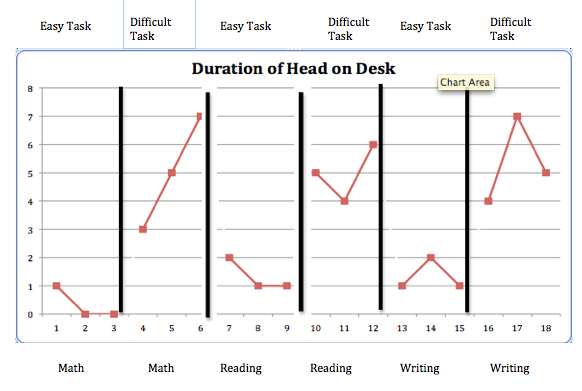 Easy Task Difficult Task Easy Task Difficult Task Easy Task Difficult Task
Duration of Head on Desk
Chart Area
8
7
6
5
4
3
2
1
0
1 2 3 4 5 6 7 8 9 10 11 12 13 14 15 16 17 18
Math Math Reading Reading Writing Writing